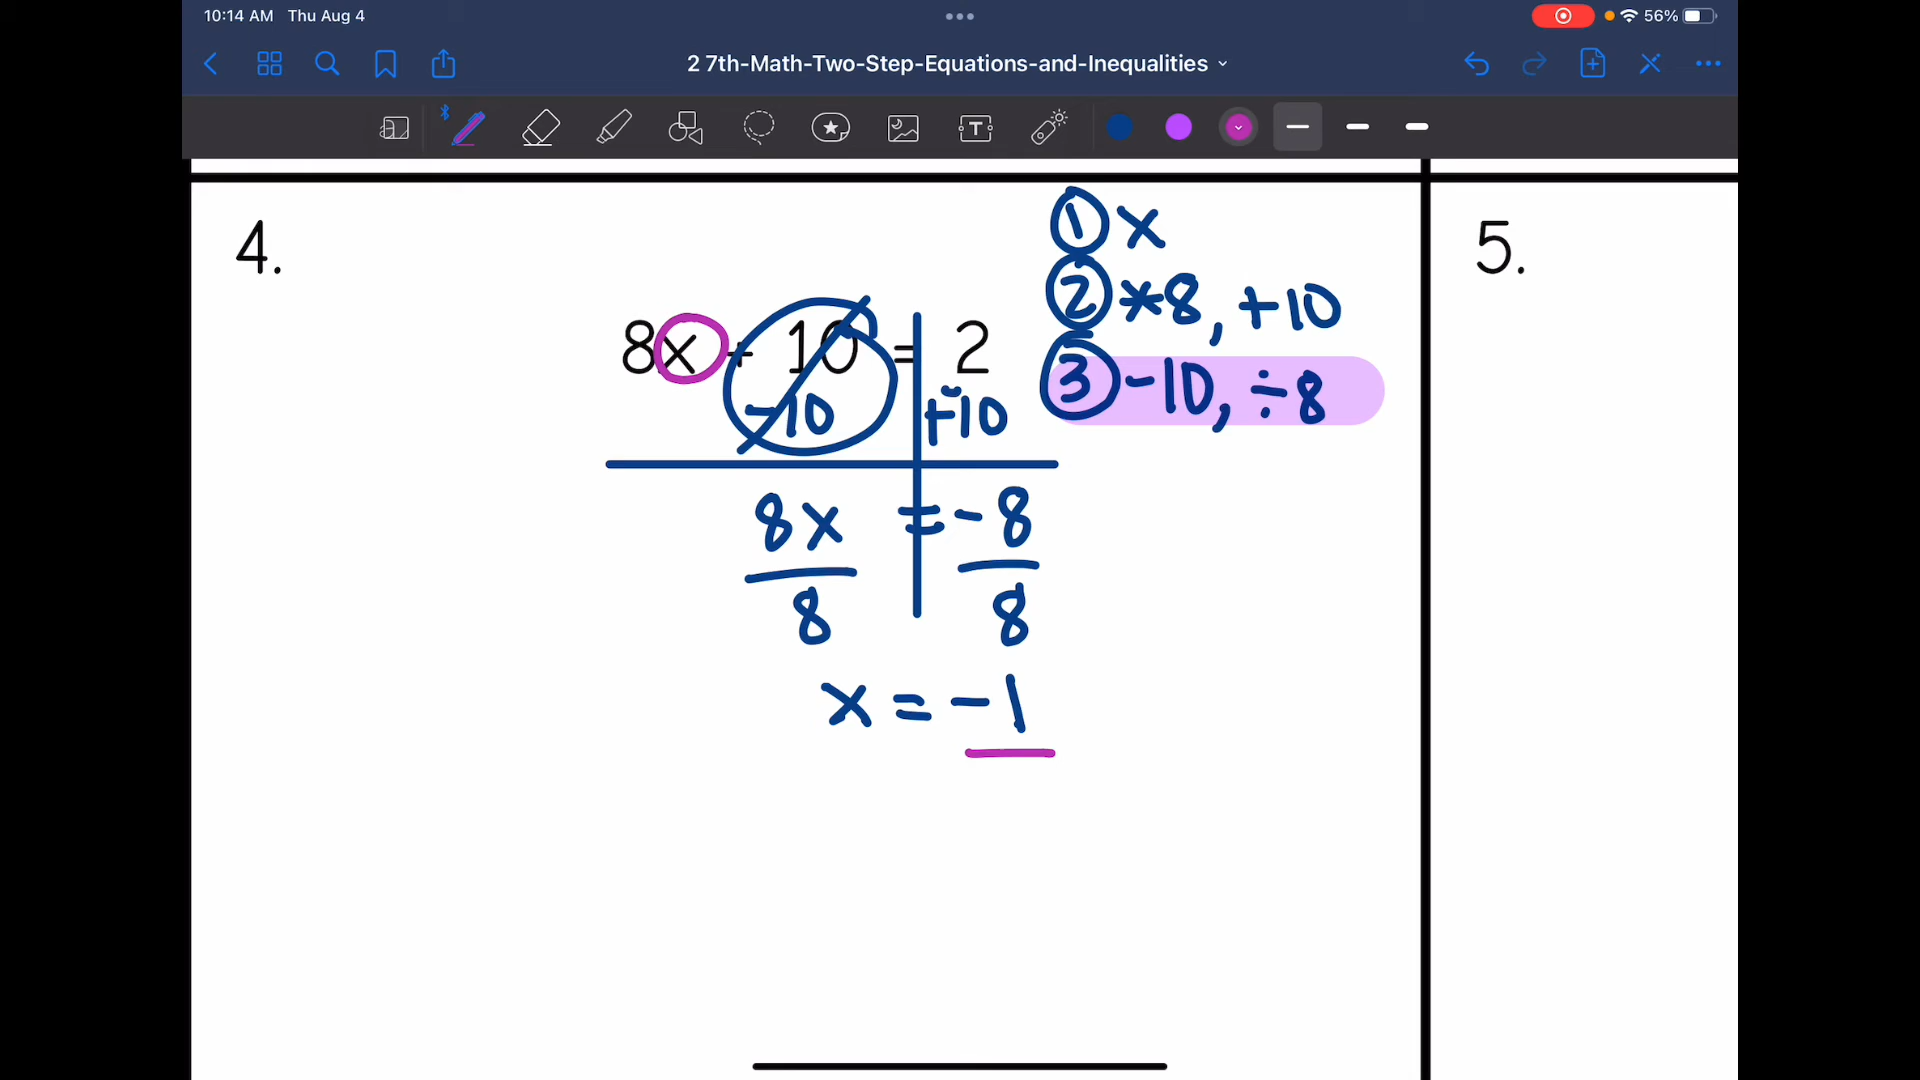 10:14 AM Thu Aug 4
56%
2 7th-Math-Two-Step-Equations-and-Inequalities
T
4.
5.
① x
② *8, +10
③ -10, ÷8
8x + 10 = 2
-10 +-10
8x = -8
8 8
x = -1